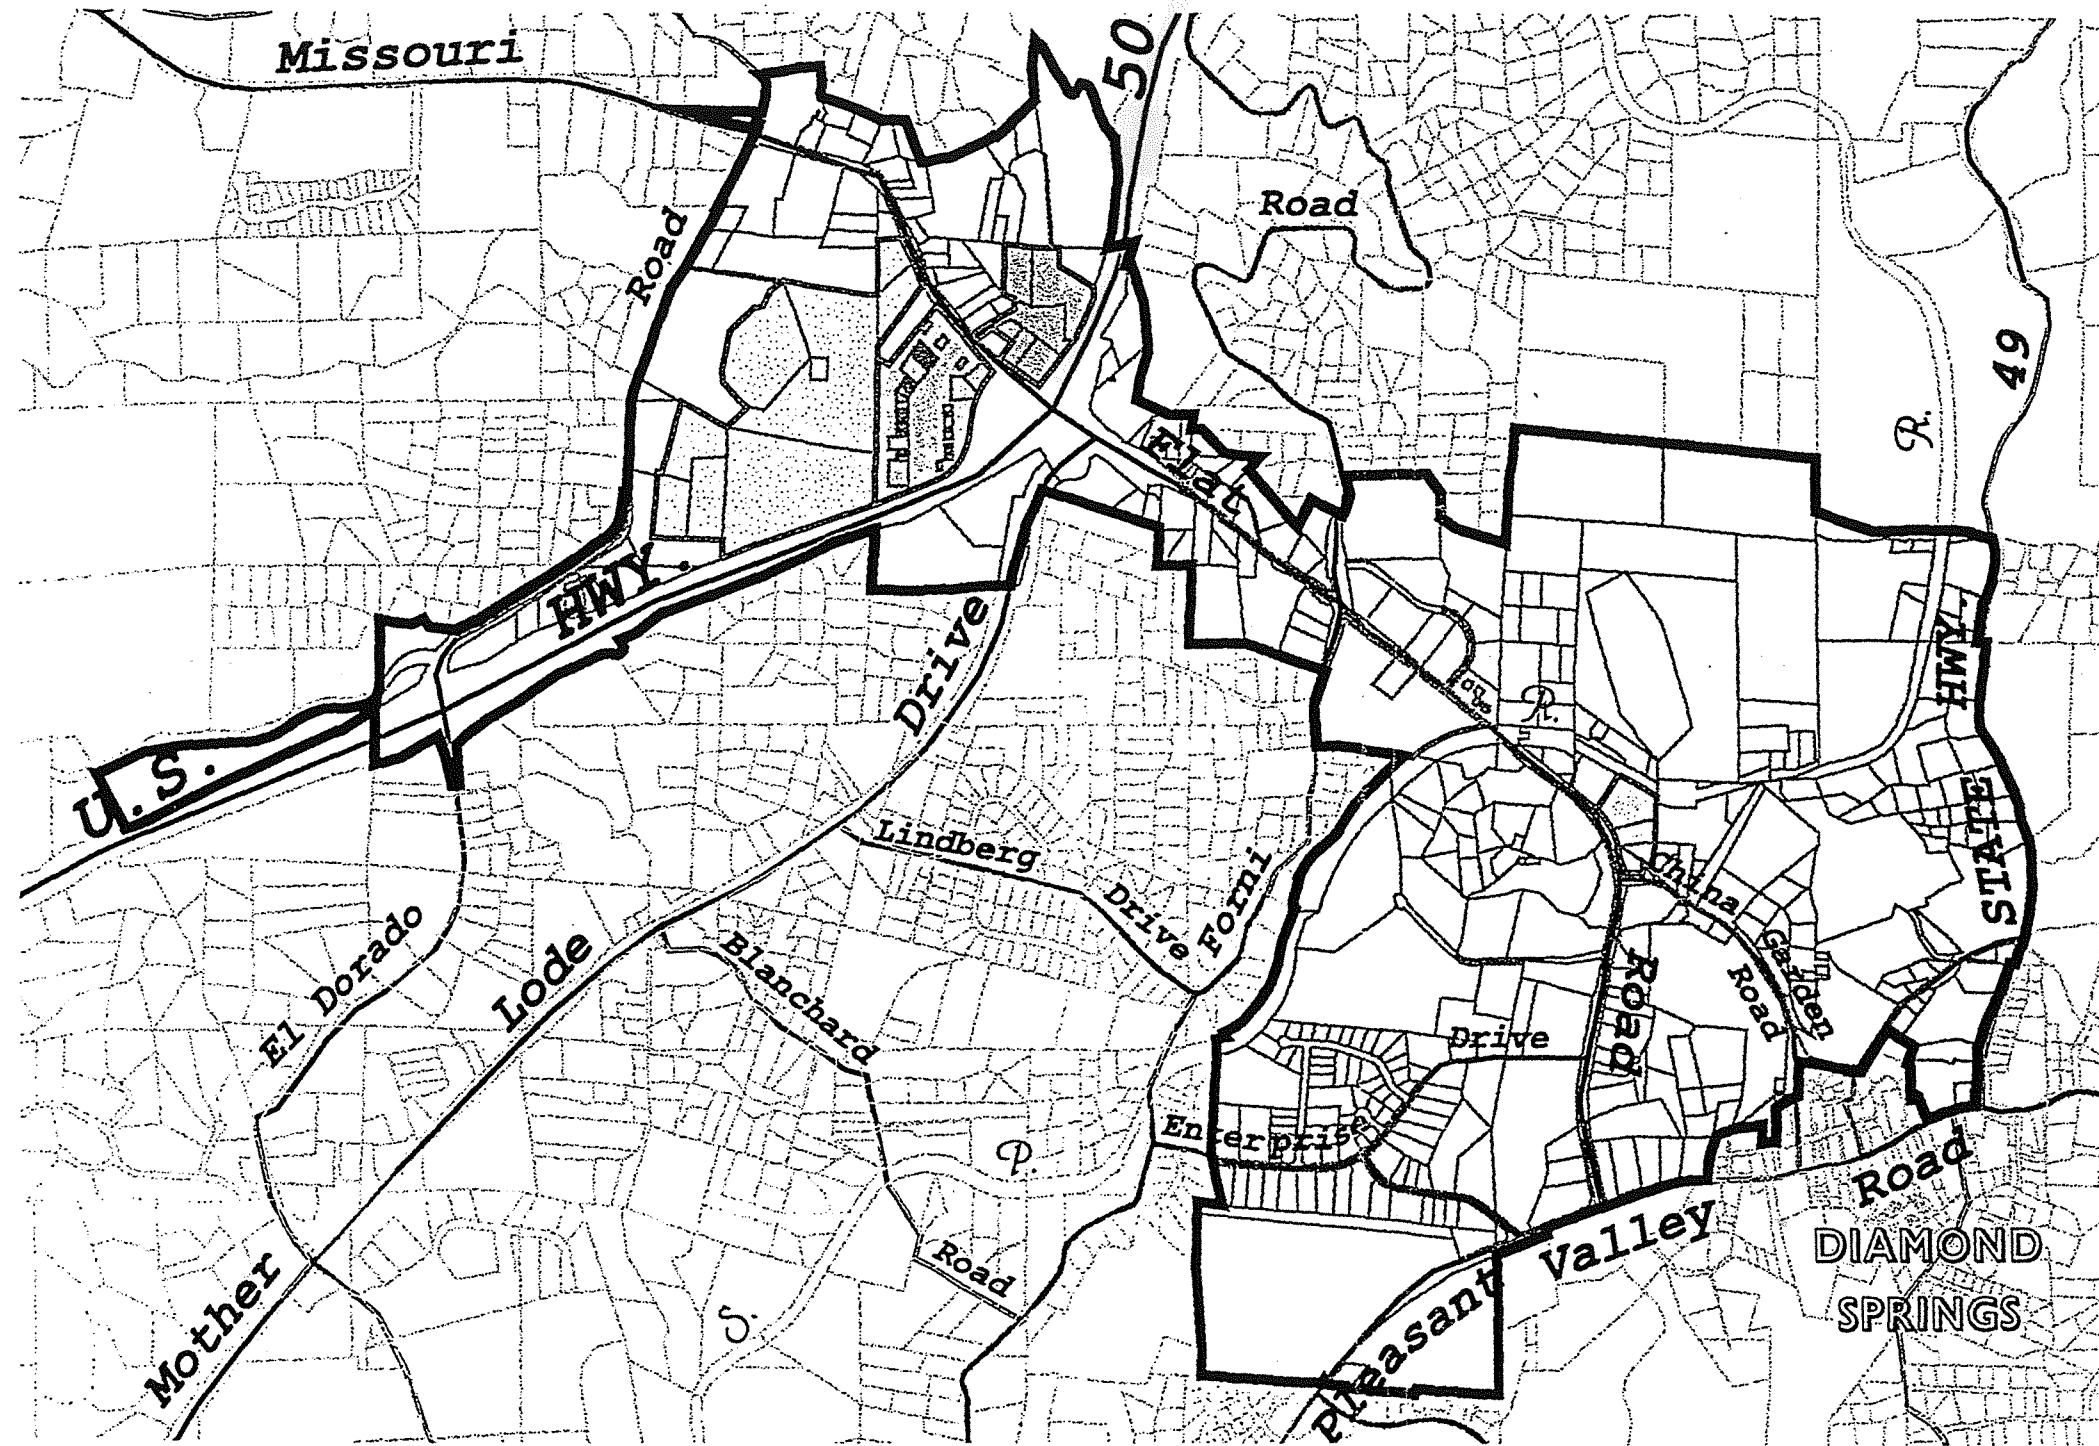 Missouri
50
Road
Road
49
R.
Flat
HWY.
HWY.
Drive
R.
U.S.
STATE
Lindberg
China
Drive
Forni
El Dorado
Lode
Blanchard
Garden
Road
Road
Drive
Enterprise
P.
Road
Valley
DIAMOND
SPRINGS
Road
S.
Mother
Pleasant